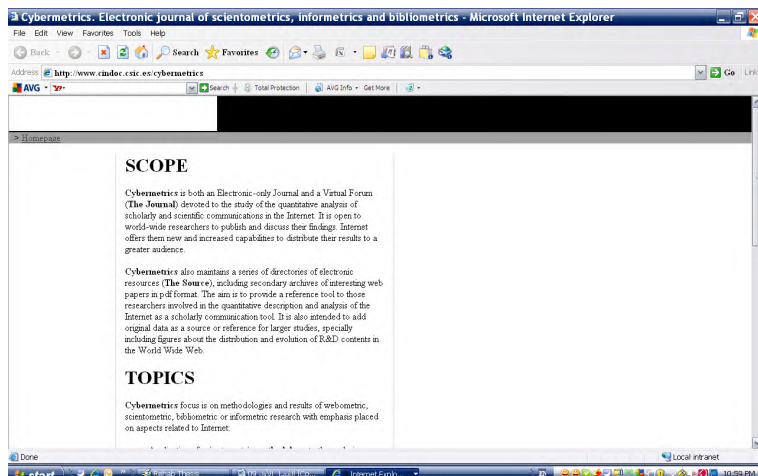 Cybermetrics. Electronic journal of scientometrics, informetrics and bibliometrics - Microsoft Internet Explorer
File Edit View Favorites Tools Help
Back Search Favorites
Address http://www.cindoc.csic.es/cybermetrics Go Link
AVG Search Total Protection AVG Info Get More
> Homepage
SCOPE
Cybermetrics is both an Electronic-only Journal and a Virtual Forum
(The Journal) devoted to the study of the quantitative analysis of
scholarly and scientific communications in the Internet. It is open to
world-wide researchers to publish and discuss their findings. Internet
offers them new and increased capabilities to distribute their results to a
greater audience.
Cybermetrics also maintains a series of directories of electronic
resources (The Source), including secondary archives of interesting web
papers in pdf format. The aim is to provide a reference tool to those
researchers involved in the quantitative description and analysis of the
Internet as a scholarly communication tool. It is also intended to add
original data as a source or reference for larger studies, specially
including figures about the distribution and evolution of R&D contents in
the World Wide Web.
TOPICS
Cybermetrics focus is on methodologies and results of webometric,
scientometric, bibliometric or informetric research with emphasis placed
on aspects related to Internet:
Done Local intranet
start Rehab Thesis Internet Explo... 10:59 PM